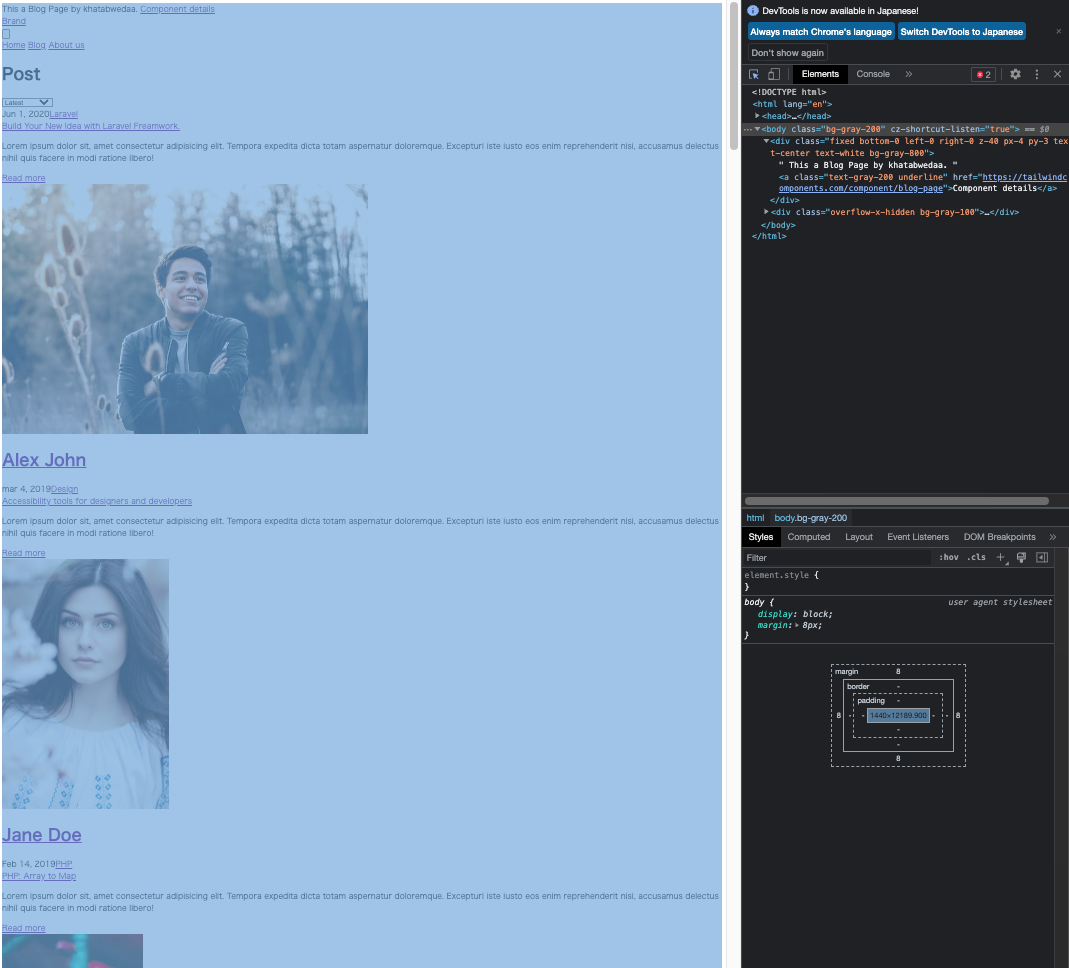 This a Blog Page by khatabwedaa. Component details
Brand
Home Blog About us
Post
Latest
Jun 1, 2020Laravel
Build Your New Idea with Laravel Freamwork.
Lorem ipsum dolor sit, amet consectetur adipisicing elit. Tempora expedita dicta totam aspernatur doloremque. Excepturi iste iusto eos enim reprehenderit nisi, accusamus delectus
nihil quis facere in modi ratione libero!
Read more
Alex John
mar 4, 2019Design
Accessibility tools for designers and developers
Lorem ipsum dolor sit, amet consectetur adipisicing elit. Tempora expedita dicta totam aspernatur doloremque. Excepturi iste iusto eos enim reprehenderit nisi, accusamus delectus
nihil quis facere in modi ratione libero!
Read more
Jane Doe
Feb 14, 2019PHP
PHP: Array to Map
Lorem ipsum dolor sit, amet consectetur adipisicing elit. Tempora expedita dicta totam aspernatur doloremque. Excepturi iste iusto eos enim reprehenderit nisi, accusamus delectus
nihil quis facere in modi ratione libero!
Read more
DevTools is now available in Japanese!
Always match Chrome's language Switch DevTools to Japanese
Don't show again
Elements Console » 2
<!DOCTYPE html>
<html lang="en">
<head>…</head>
<body class="bg-gray-200" cz-shortcut-listen="true"> == $0
<div class="fixed bottom-0 left-0 right-0 z-40 px-4 py-3 tex
t-center text-white bg-gray-800">
" This a Blog Page by khatabwedaa. "
<a class="text-gray-200 underline" href="https://tailwindc
omponents.com/component/blog-page">Component details</a>
</div>
<div class="overflow-x-hidden bg-gray-100">…</div>
</body>
</html>
html body.bg-gray-200
Styles Computed Layout Event Listeners DOM Breakpoints »
Filter :hov .cls +
element.style {
}
body { user agent stylesheet
display: block;
margin: 8px;
}
margin 8
border -
padding -
8 - - 1440×12189.900 - - 8
-
-
8